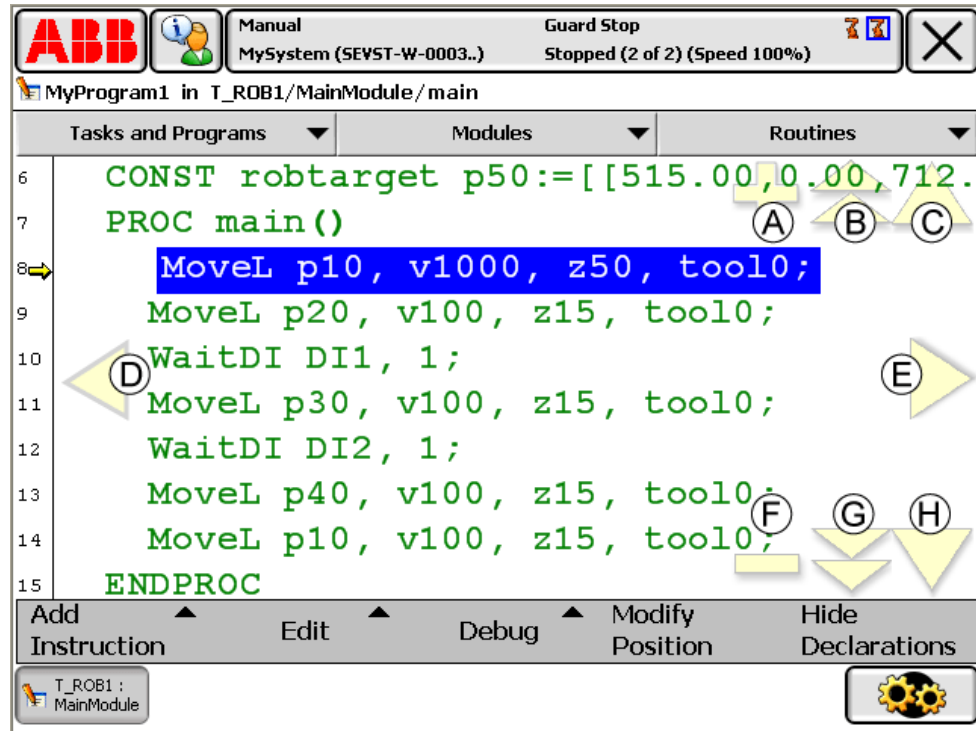 ABB
Manual Guard Stop
MySystem (SEVST-W-0003..) Stopped (2 of 2) (Speed 100%)
MyProgram1 in T_ROB1/MainModule/main
Tasks and Programs Modules Routines
6 CONST robtarget p50:=[[515.00,0.00,712.
7 PROC main()
A B C
8 MoveL p10, v1000, z50, tool0;
9 MoveL p20, v100, z15, tool0;
10 WaitDI DI1, 1;
D E
11 MoveL p30, v100, z15, tool0;
12 WaitDI DI2, 1;
13 MoveL p40, v100, z15, tool0;
F G H
14 MoveL p10, v100, z15, tool0;
15 ENDPROC
Add Instruction Edit Debug Modify Position Hide Declarations
T_ROB1 :
MainModule